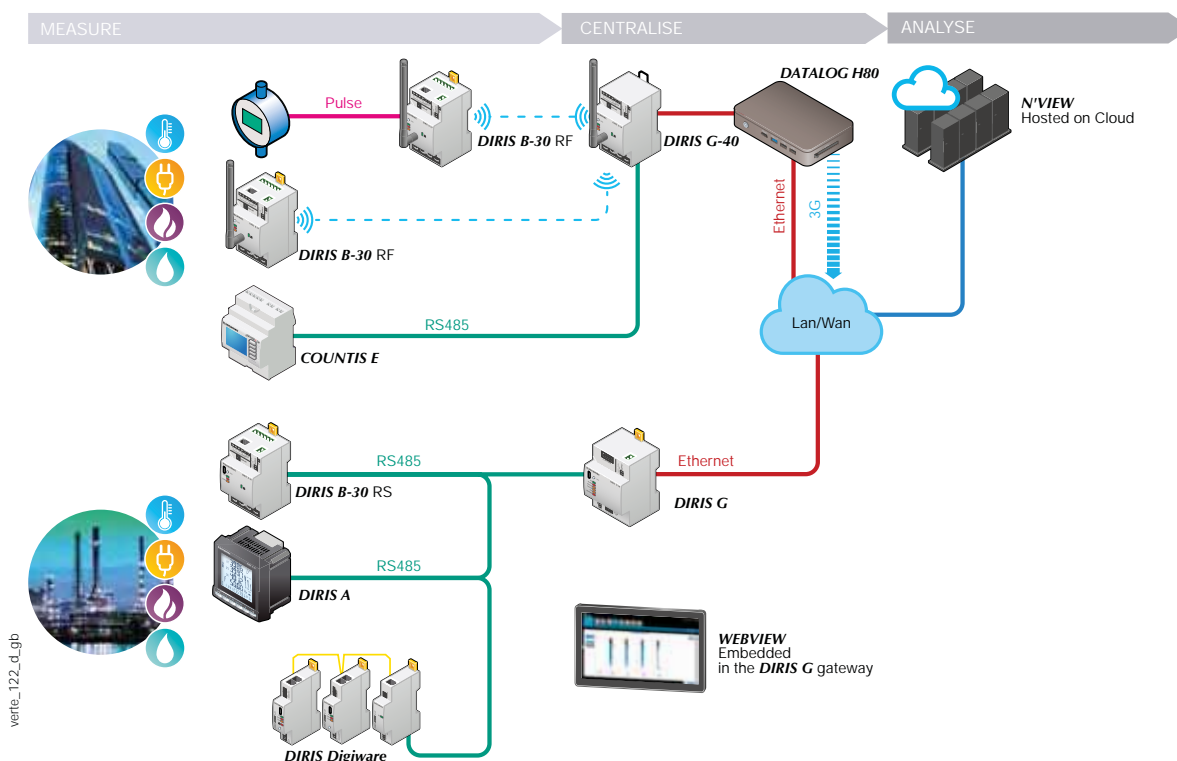 MEASURE
CENTRALISE
ANALYSE
DATALOG H80
N'VIEW
Hosted on Cloud
Pulse
DIRIS B-30 RF
DIRIS G-40
Ethernet
3G
DIRIS B-30 RF
Lan/Wan
RS485
COUNTIS E
RS485
Ethernet
DIRIS B-30 RS
DIRIS G
RS485
DIRIS A
WEBVIEW
Embedded
in the DIRIS G gateway
DIRIS Digiware
verte_122_d_gb